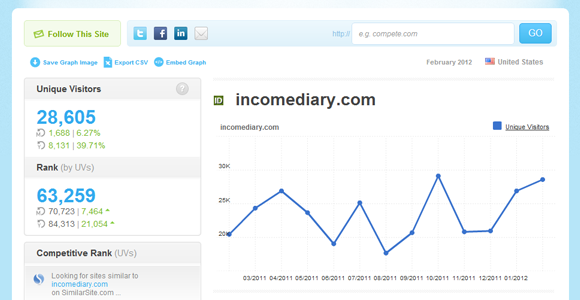 Follow This Site
http://
e.g. compete.com
GO
Save Graph Image
Export CSV
Embed Graph
February 2012
United States
Unique Visitors
28,605
1,688 | 6.27%
8,131 | 39.71%
Rank (by UVs)
63,259
70,723 | 7,464
84,313 | 21,054
Competitive Rank (UVs)
Looking for sites similar to
incomediary.com
on SimilarSite.com ...
ID incomediary.com
incomediary.com
Unique Visitors
30K
25K
20K
03/2011 04/2011 05/2011 06/2011 07/2011 08/2011 09/2011 10/2011 11/2011 12/2011 01/2012